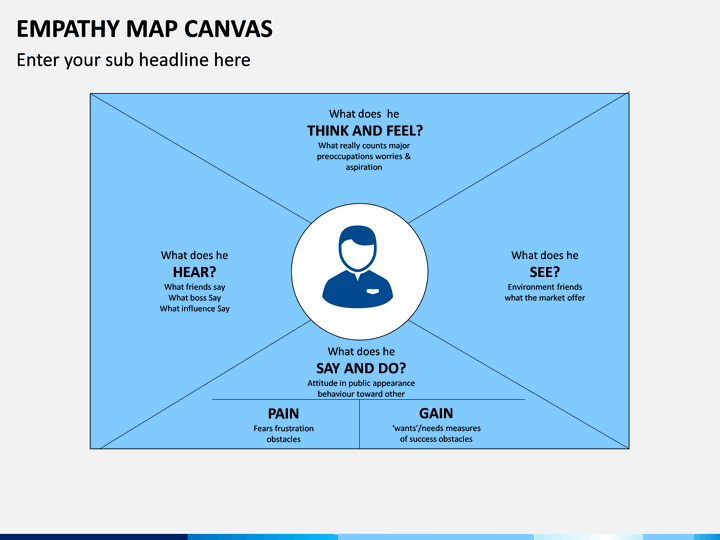 EMPATHY MAP CANVAS
Enter your sub headline here
What does he
THINK AND FEEL?
What really counts major
preoccupations worries &
aspiration
What does he
HEAR?
What friends say
What boss Say
What influence Say
What does he
SEE?
Environment friends
what the market offer
What does he
SAY AND DO?
Attitude in public appearance
behaviour toward other
PAIN
Fears frustration
obstacles
GAIN
‘wants’/needs measures
of success obstacles